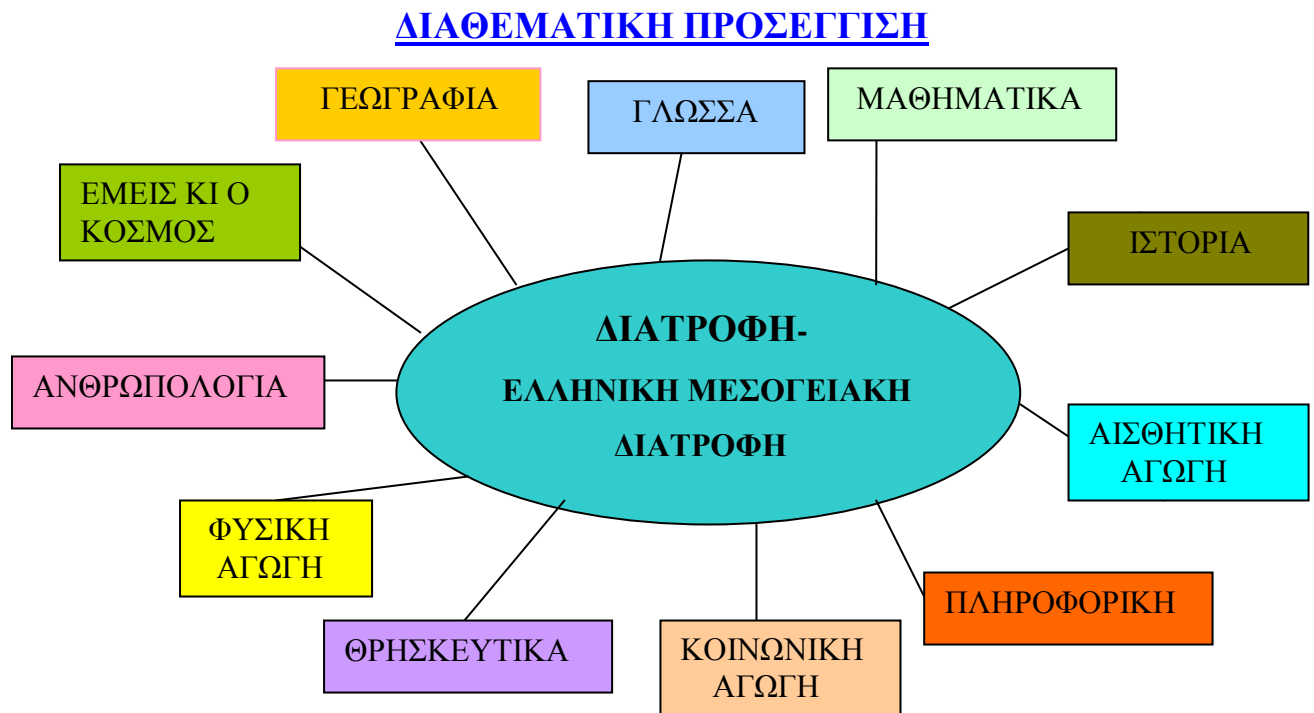 ΔΙΑΘΕΜΑΤΙΚΗ ΠΡΟΣΕΓΓΙΣΗ
ΓΕΩΓΡΑΦΙΑ
ΓΛΩΣΣΑ
ΜΑΘΗΜΑΤΙΚΑ
ΕΜΕΙΣ ΚΙ Ο
ΚΟΣΜΟΣ
ΙΣΤΟΡΙΑ
ΔΙΑΤΡΟΦΗ-
ΕΛΛΗΝΙΚΗ ΜΕΣΟΓΕΙΑΚΗ
ΔΙΑΤΡΟΦΗ
ΑΝΘΡΩΠΟΛΟΓΙΑ
ΑΙΣΘΗΤΙΚΗ
ΑΓΩΓΗ
ΦΥΣΙΚΗ
ΑΓΩΓΗ
ΠΛΗΡΟΦΟΡΙΚΗ
ΘΡΗΣΚΕΥΤΙΚΑ
ΚΟΙΝΩΝΙΚΗ
ΑΓΩΓΗ